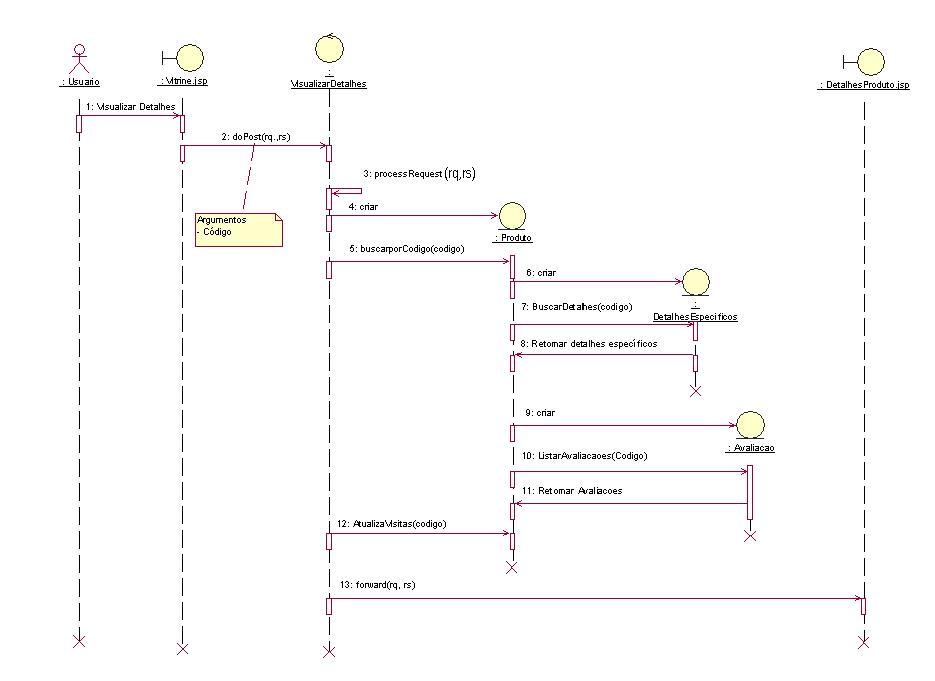 : Usuario
: Vitrine.jsp
:
VisualizarDetalhes
: DetalhesProduto.jsp
1: Visualizar Detalhes
2: doPost(rq.,rs)
3: processRequest (rq,rs)
4: criar
Argumentos
- Código
: Produto
5: buscarporCodigo(codigo)
6: criar
7: BuscarDetalhes(codigo)
:
DetalhesEspecificos
8: Retornar detalhes específicos
9: criar
: Avaliacao
10: ListarAvaliacaoes(Codigo)
11: Retornar Avaliacoes
12: AtualizaVisitas(codigo)
13: forward(rq, rs)